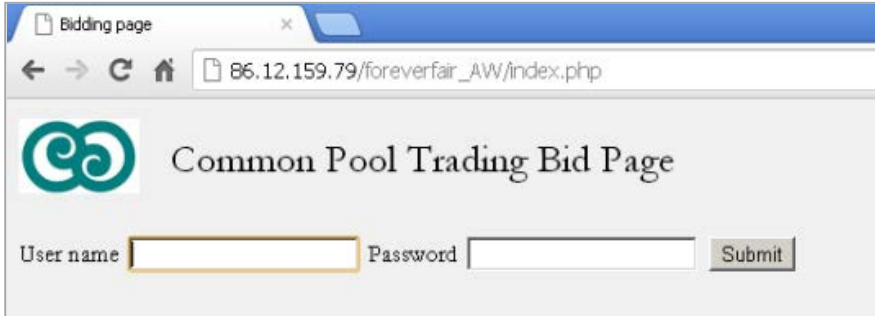 Bidding page
86.12.159.79/foreverfair_AW/index.php
Common Pool Trading Bid Page
User name Password Submit